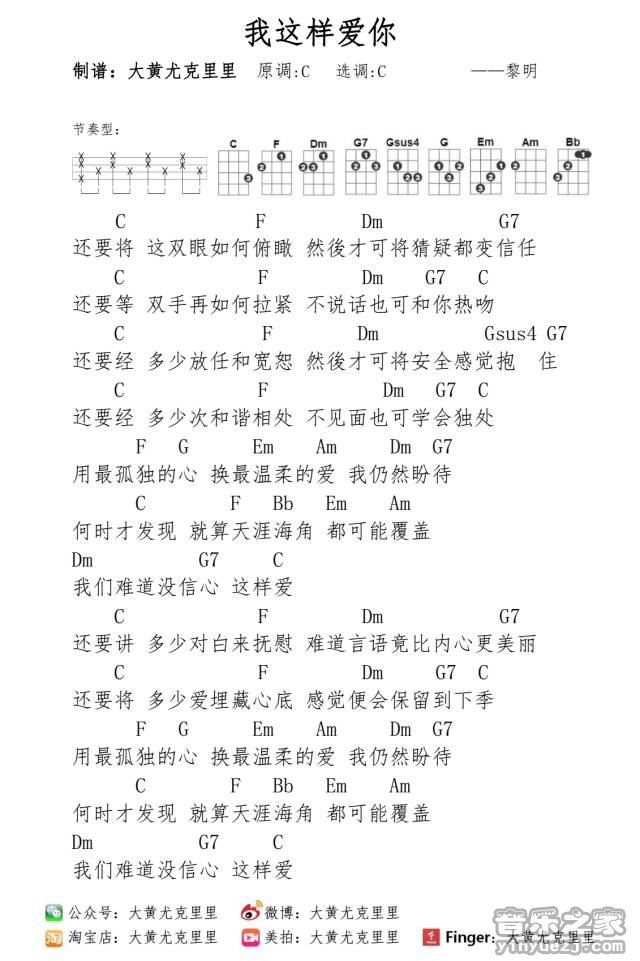 我这样爱你
制谱：大黄尤克里里 原调:C 选调:C ——黎明
节奏型：
C F Dm G7 Gsus4 G Em Am Bb
C F Dm G7
还要将 这双眼如何俯瞰 然後才可将猜疑都变信任
C F Dm G7 C
还要等 双手再如何拉紧 不说话也可和你热吻
C F Dm Gsus4 G7
还要经 多少放任和宽恕 然後才可将安全感觉抱 住
C F Dm G7 C
还要经 多少次和谐相处 不见面也可学会独处
F G Em Am Dm G7
用最孤独的心 换最温柔的爱 我仍然盼待
C F Bb Em Am
何时才发现 就算天涯海角 都可能覆盖
Dm G7 C
我们难道没信心 这样爱
C F Dm G7
还要讲 多少对白来抚慰 难道言语竟比内心更美丽
C F Dm G7 C
还要将 多少爱埋藏心底 感觉便会保留到下季
F G Em Am Dm G7
用最孤独的心 换最温柔的爱 我仍然盼待
C F Bb Em Am
何时才发现 就算天涯海角 都可能覆盖
Dm G7 C
我们难道没信心 这样爱
公众号：大黄尤克里里 微博：大黄尤克里里
淘宝店：大黄尤克里里 美拍：大黄尤克里里 Finger：大黄尤克里里
音乐之家
yinyuezj.com